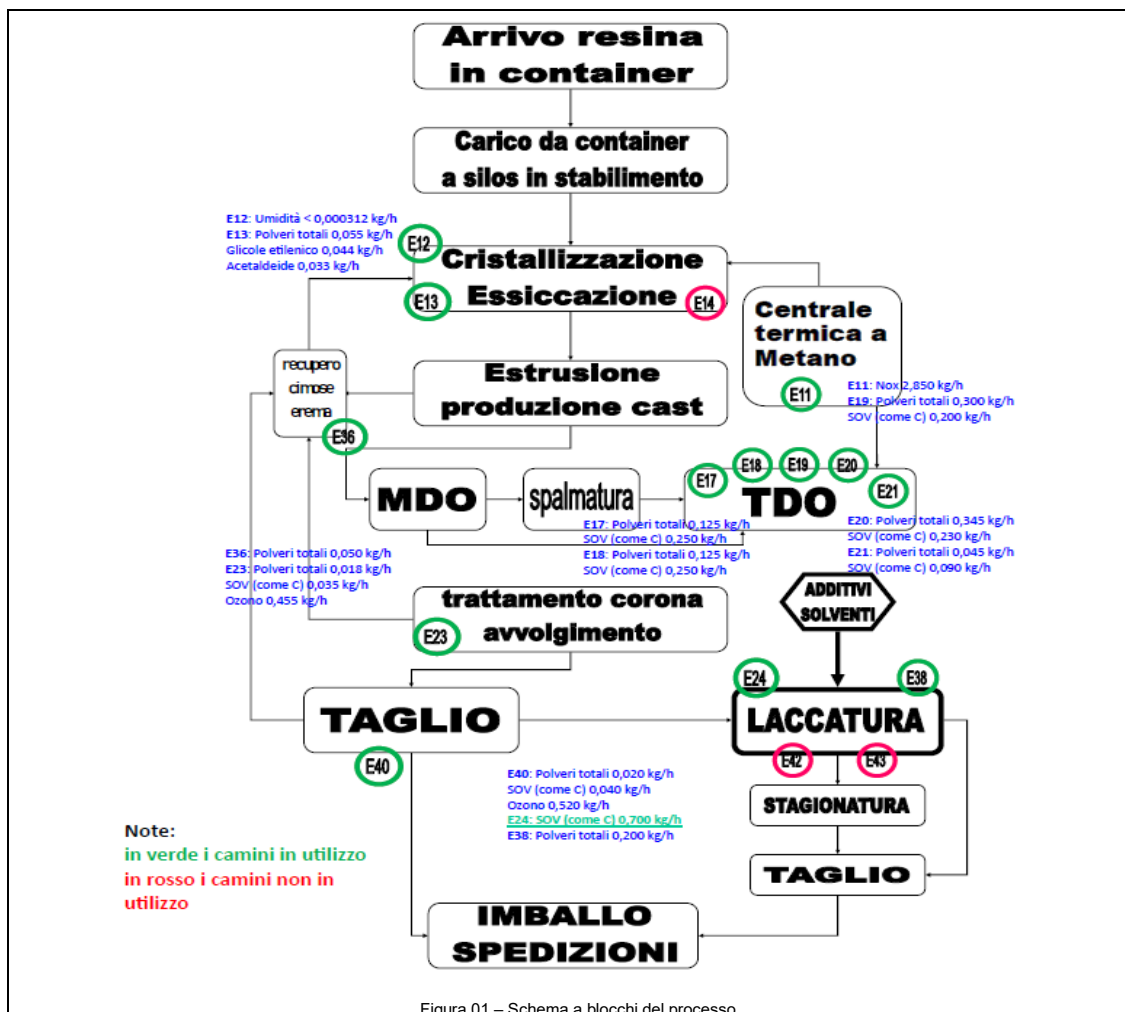 Arrivo resina
in container
Carico da container
a silos in stabilimento
E12: Umidità < 0,000312 kg/h
E13: Polveri totali 0,055 kg/h
Glicole etilenico 0,044 kg/h
Acetaldeide 0,033 kg/h
E12
Cristallizzazione
Essiccazione
E13
E14
Centrale
termica a
Metano
E11
E11: Nox 2,850 kg/h
E19: Polveri totali 0,300 kg/h
SOV (come C) 0,200 kg/h
recupero
cimose
erema
E36
Estrusione
produzione cast
MDO
spalmatura
E17
E18
E19
E20
E21
TDO
E17: Polveri totali 0,125 kg/h
SOV (come C) 0,250 kg/h
E18: Polveri totali 0,125 kg/h
SOV (come C) 0,250 kg/h
E20: Polveri totali 0,345 kg/h
SOV (come C) 0,230 kg/h
E21: Polveri totali 0,045 kg/h
SOV (come C) 0,090 kg/h
E36: Polveri totali 0,050 kg/h
E23: Polveri totali 0,018 kg/h
SOV (come C) 0,035 kg/h
Ozono 0,455 kg/h
trattamento corona
avvolgimento
E23
ADDITIVI
SOLVENTI
E24
E38
TAGLIO
E40
LACCATURA
E42
E43
E40: Polveri totali 0,020 kg/h
SOV (come C) 0,040 kg/h
Ozono 0,520 kg/h
E24: SOV (come C) 0,700 kg/h
E38: Polveri totali 0,200 kg/h
STAGIONATURA
TAGLIO
Note:
in verde i camini in utilizzo
in rosso i camini non in
utilizzo
IMBALLO
SPEDIZIONI
Figura 01 – Schema a blocchi del processo